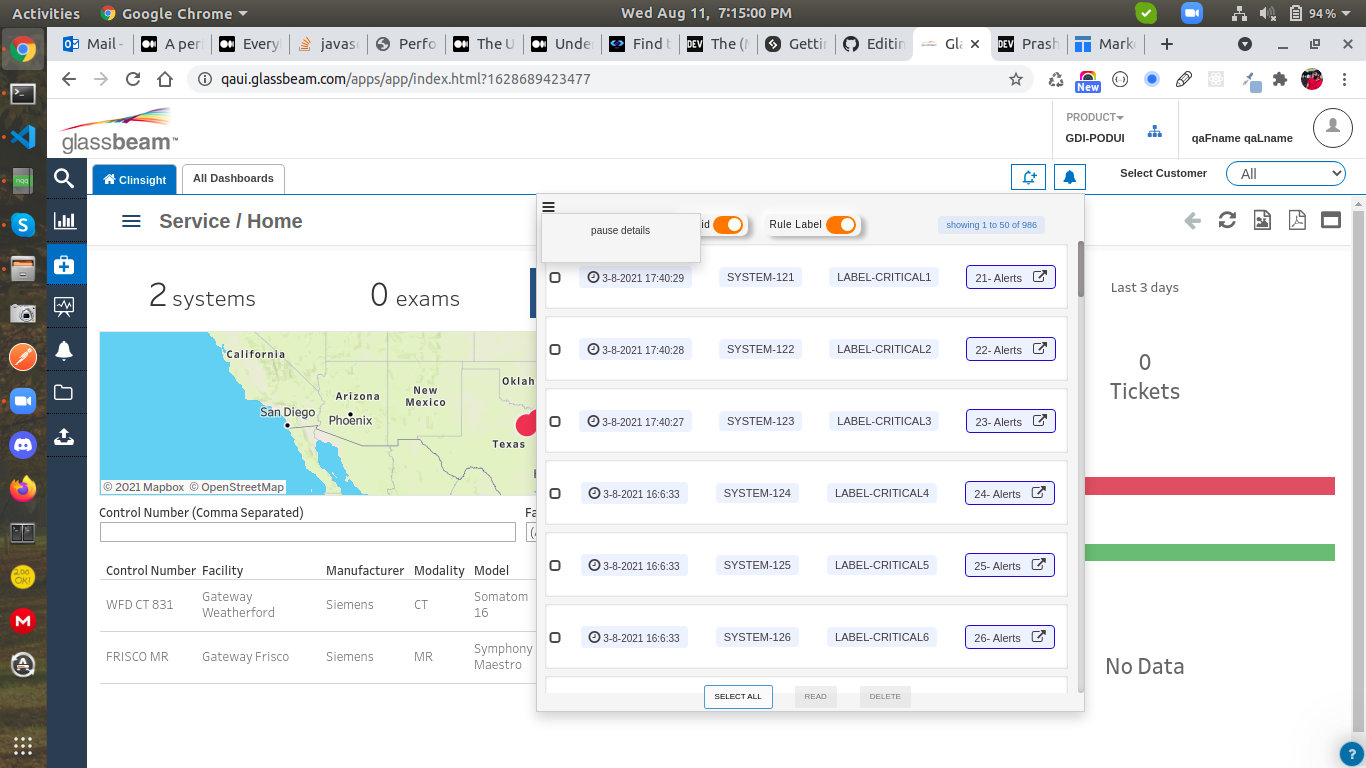 Activities Google Chrome Wed Aug 11, 7:15:00 PM 94%
Mail - A pert Every javasc Perfo The U Unde Find t The (M Gettin Editin Gla Prash Marke
qaui.glassbeam.com/apps/app/index.html?1628689423477
New
glassbeam™
PRODUCT
GDI-PODUI
qaFname qaLname
Clinsight All Dashboards Select Customer All
Service / Home
pause details
id Rule Label showing 1 to 50 of 986
2 systems 0 exams
3-8-2021 17:40:29 SYSTEM-121 LABEL-CRITICAL1 21- Alerts
3-8-2021 17:40:28 SYSTEM-122 LABEL-CRITICAL2 22- Alerts
3-8-2021 17:40:27 SYSTEM-123 LABEL-CRITICAL3 23- Alerts
3-8-2021 16:6:33 SYSTEM-124 LABEL-CRITICAL4 24- Alerts
3-8-2021 16:6:33 SYSTEM-125 LABEL-CRITICAL5 25- Alerts
3-8-2021 16:6:33 SYSTEM-126 LABEL-CRITICAL6 26- Alerts
SELECT ALL READ DELETE
Last 3 days
0
Tickets
No Data
California
Oklah
Arizona
New
Mexico
San Diego
Phoenix
Texas
© 2021 Mapbox © OpenStreetMap
Control Number (Comma Separated) Fa
Control Number Facility Manufacturer Modality Model
WFD CT 831 Gateway Weatherford Siemens CT Somatom 16
FRISCO MR Gateway Frisco Siemens MR Symphony Maestro
?